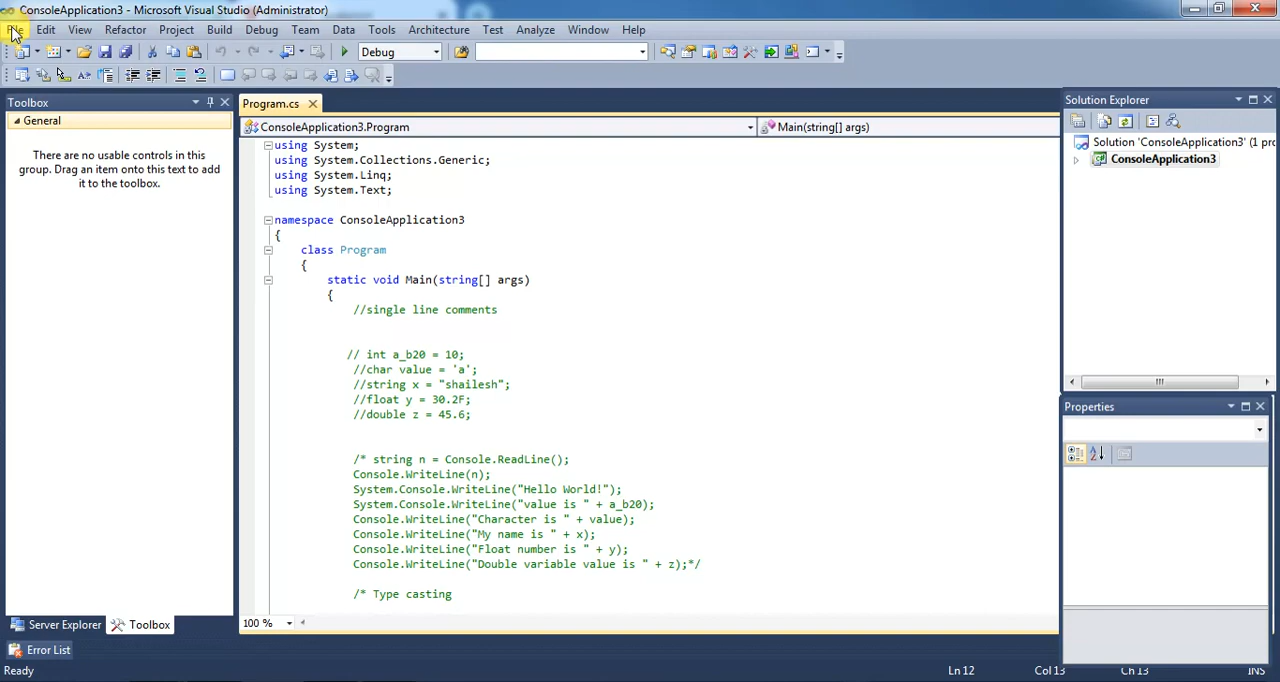 ConsoleApplication3 - Microsoft Visual Studio (Administrator)
File Edit View Refactor Project Build Debug Team Data Tools Architecture Test Analyze Window Help
Debug
Toolbox
General
There are no usable controls in this
group. Drag an item onto this text to add
it to the toolbox.
Server Explorer Toolbox
Program.cs
ConsoleApplication3.Program Main(string[] args)
using System;
using System.Collections.Generic;
using System.Linq;
using System.Text;
namespace ConsoleApplication3
{
class Program
{
static void Main(string[] args)
{
//single line comments
// int a_b20 = 10;
//char value = 'a';
//string x = "shailesh";
//float y = 30.2F;
//double z = 45.6;
/* string n = Console.ReadLine();
Console.WriteLine(n);
System.Console.WriteLine("Hello World!");
System.Console.WriteLine("value is " + a_b20);
Console.WriteLine("Character is " + value);
Console.WriteLine("My name is " + x);
Console.WriteLine("Float number is " + y);
Console.WriteLine("Double variable value is " + z);*/
/* Type casting
100 %
Solution Explorer
Solution 'ConsoleApplication3' (1 pro
ConsoleApplication3
Properties
Error List
Ready Ln 12 Col 13 Ch 13 INS